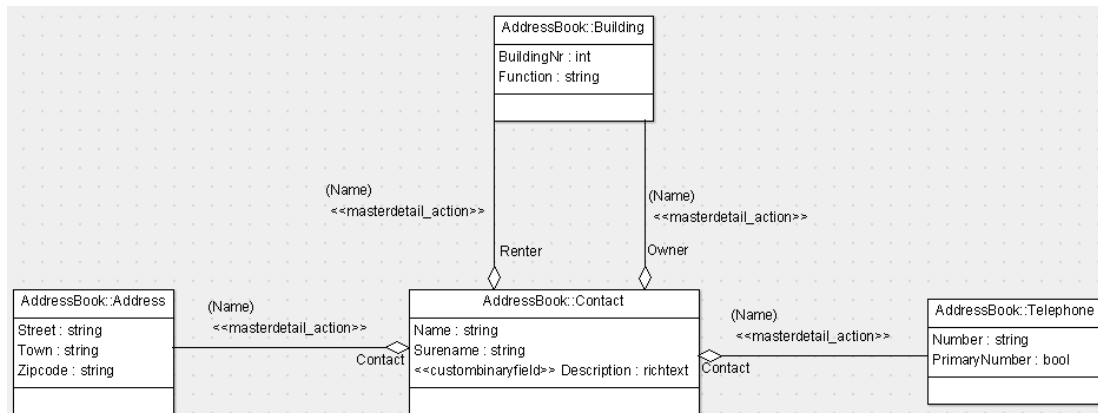 AddressBook::Building
BuildingNr : int
Function : string
(Name)
<<masterdetail_action>>
Renter
(Name)
<<masterdetail_action>>
Owner
AddressBook::Address
Street : string
Town : string
Zipcode : string
(Name)
<<masterdetail_action>>
Contact
AddressBook::Contact
Name : string
Surename : string
<<custombinaryfield>> Description : richtext
(Name)
<<masterdetail_action>>
Contact
AddressBook::Telephone
Number : string
PrimaryNumber : bool